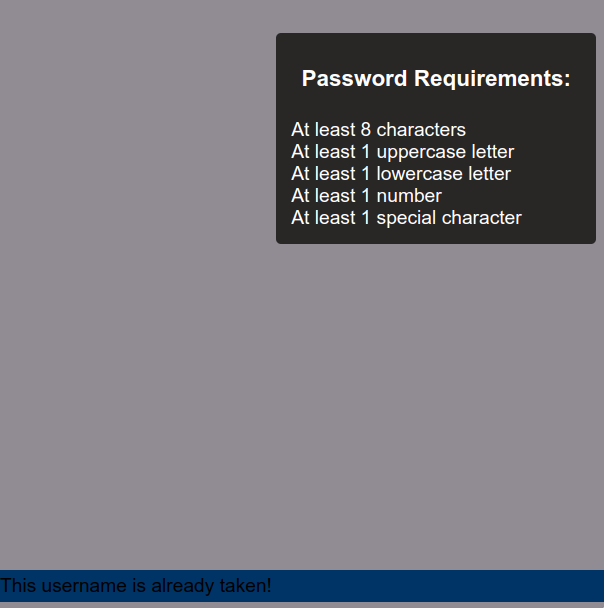 Password Requirements:
At least 8 characters
At least 1 uppercase letter
At least 1 lowercase letter
At least 1 number
At least 1 special character
This username is already taken!